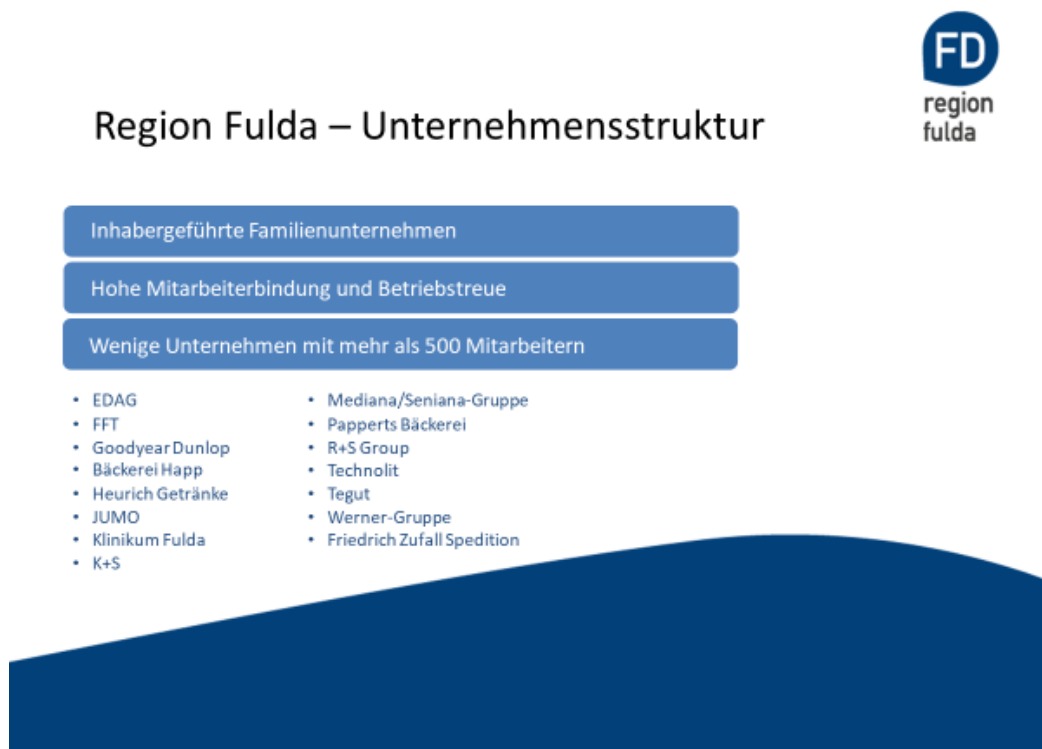 FD
region
fulda
Region Fulda – Unternehmensstruktur
Inhabergeführte Familienunternehmen
Hohe Mitarbeiterbindung und Betriebstreue
Wenige Unternehmen mit mehr als 500 Mitarbeitern
• EDAG
• FFT
• Goodyear Dunlop
• Bäckerei Happ
• Heurich Getränke
• JUMO
• Klinikum Fulda
• K+S
• Mediana/Seniana-Gruppe
• Papperts Bäckerei
• R+S Group
• Technolit
• Tegut
• Werner-Gruppe
• Friedrich Zufall Spedition